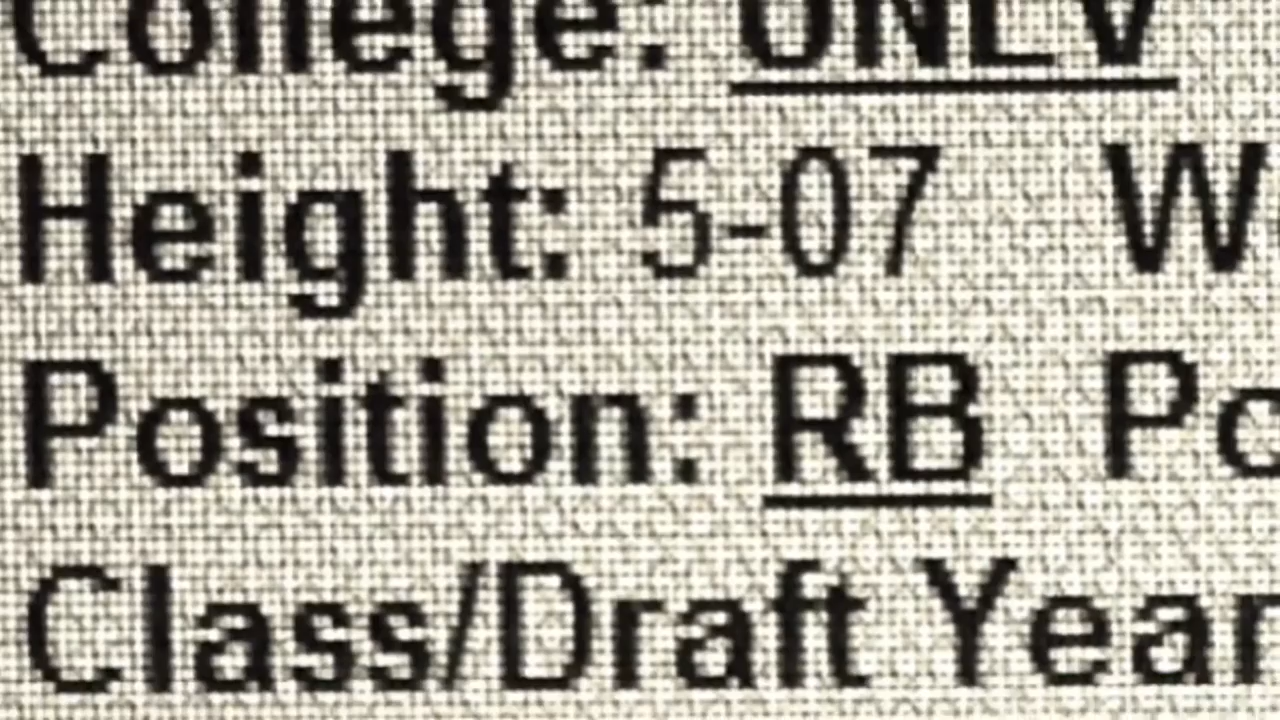 College: UNLV
Height: 5-07
Position: RB
Class/Draft Year